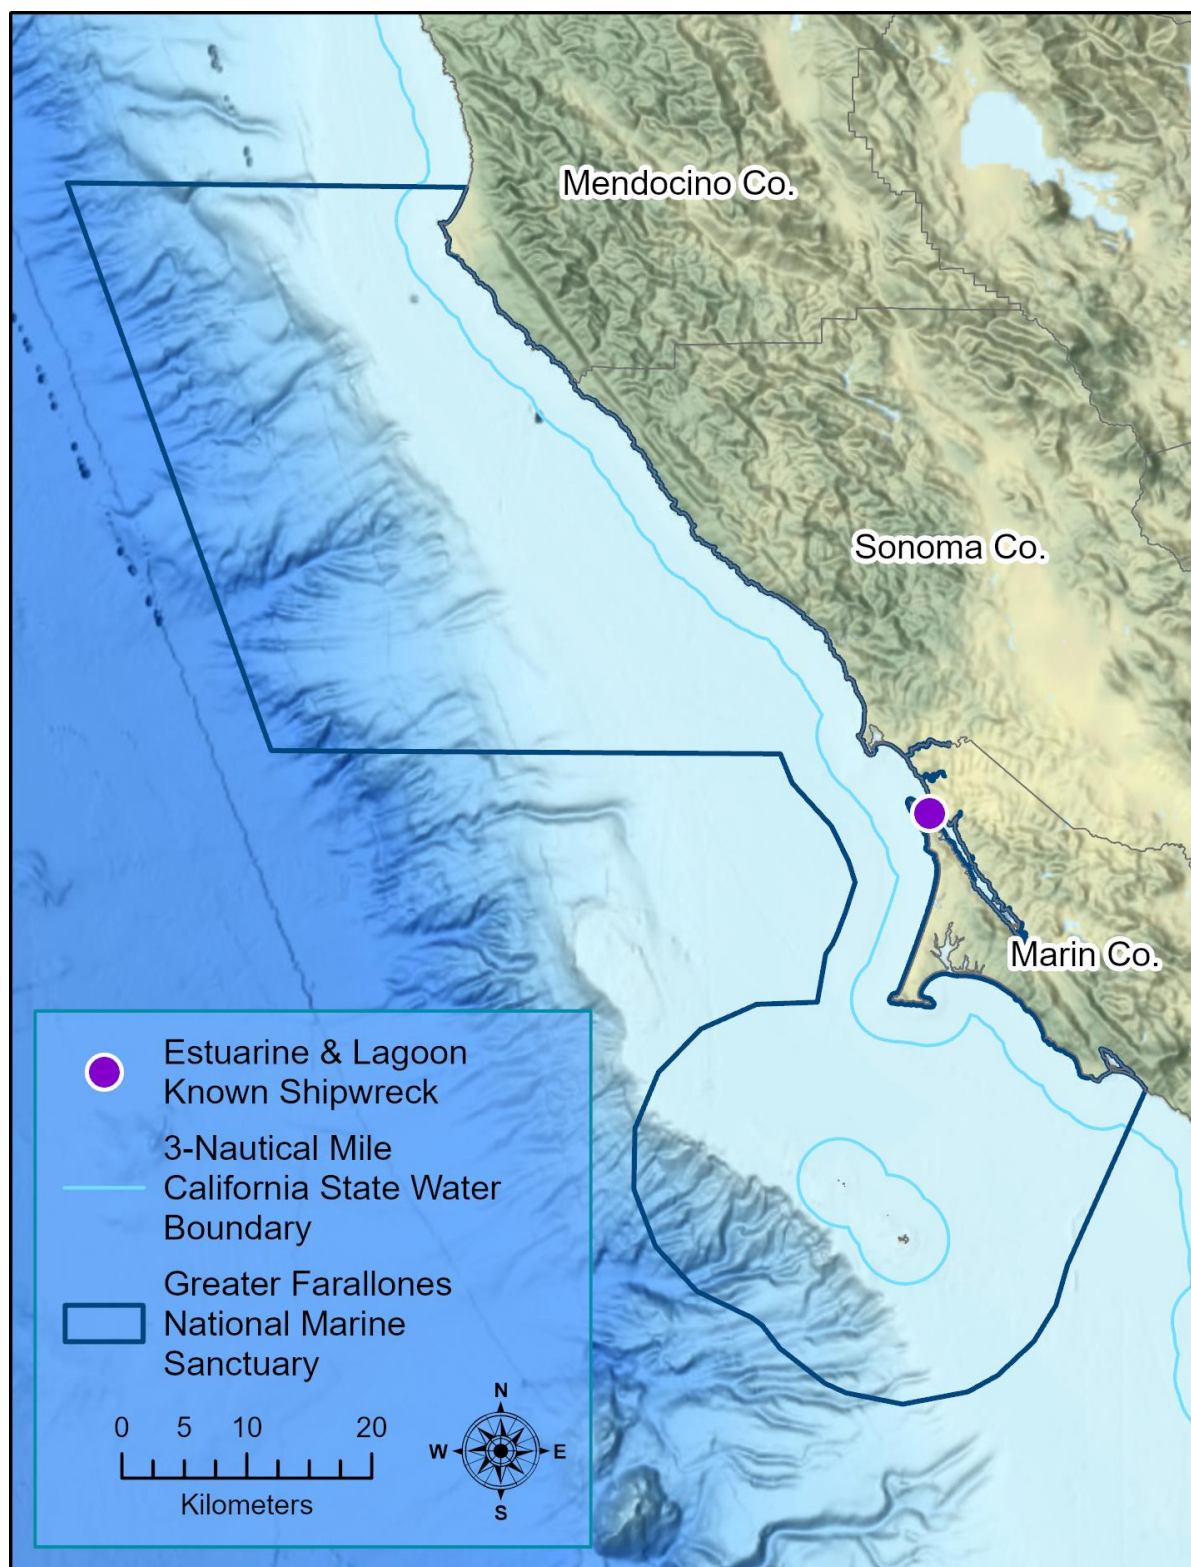 Mendocino Co.
Sonoma Co.
Marin Co.
Estuarine & Lagoon
Known Shipwreck
3-Nautical Mile
California State Water
Boundary
Greater Farallones
National Marine
Sanctuary
0 5 10 20
Kilometers
N
W E
S